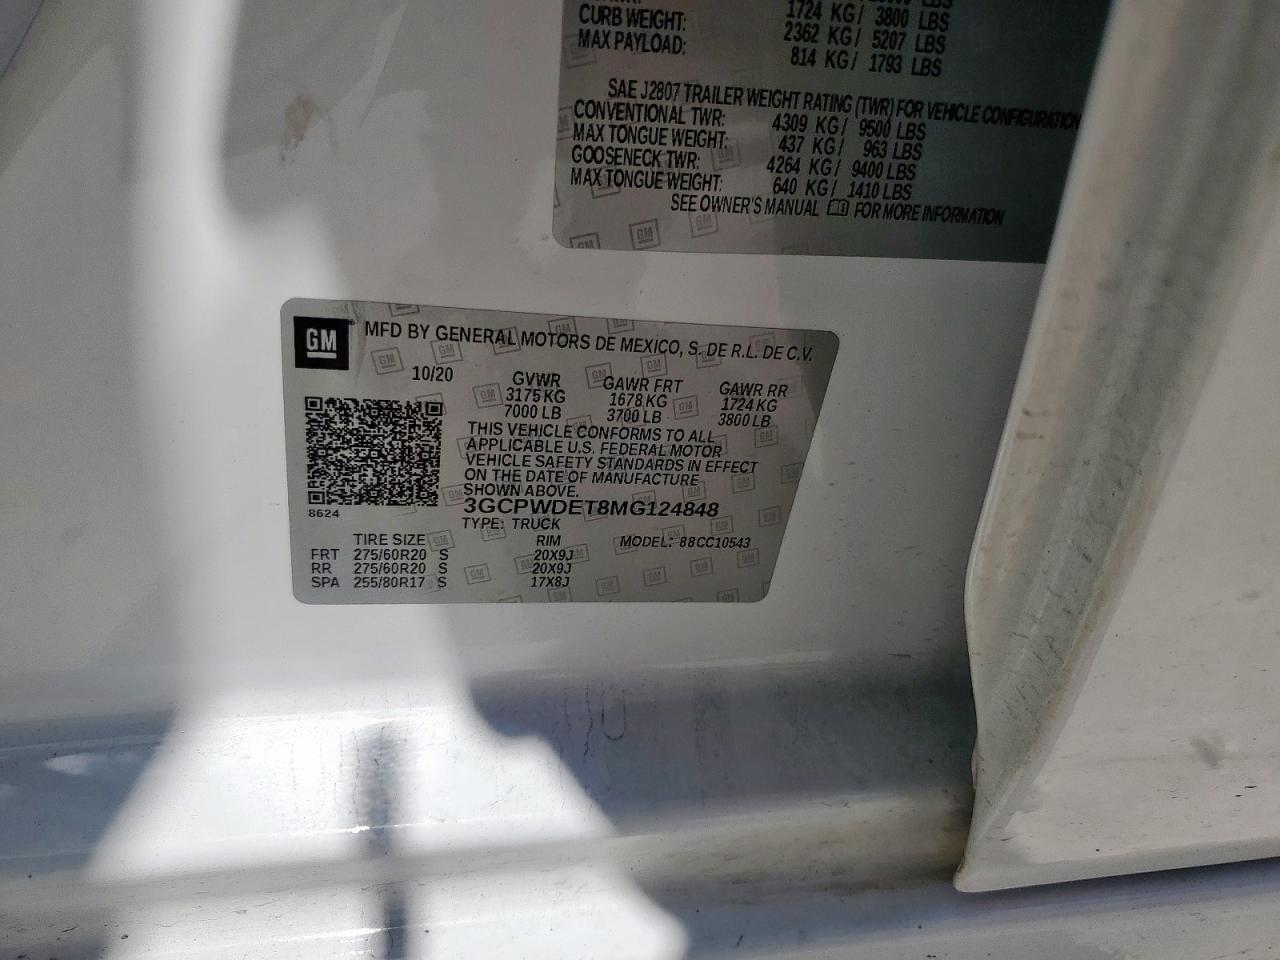 LBS
CURB WEIGHT: 1724 KG/ 3800 LBS
MAX PAYLOAD: 2362 KG/ 5207 LBS
814 KG/ 1793 LBS
SAE J2807 TRAILER WEIGHT RATING (TWR) FOR VEHICLE CONFIGURATION
CONVENTIONAL TWR: 4309 KG/ 9500 LBS
MAX TONGUE WEIGHT: 437 KG/ 963 LBS
GOOSENECK TWR: 4264 KG/ 9400 LBS
MAX TONGUE WEIGHT: 640 KG/ 1410 LBS
SEE OWNER'S MANUAL FOR MORE INFORMATION
GM MFD BY GENERAL MOTORS DE MEXICO, S. DE R.L. DE C.V.
10/20 GVWR GAWR FRT GAWR RR
3175 KG 1678 KG 1724 KG
7000 LB 3700 LB 3800 LB
THIS VEHICLE CONFORMS TO ALL
APPLICABLE U.S. FEDERAL MOTOR
VEHICLE SAFETY STANDARDS IN EFFECT
ON THE DATE OF MANUFACTURE
SHOWN ABOVE.
8624 3GCPWDET8MG124848
TYPE: TRUCK
TIRE SIZE RIM MODEL: 88CC10543
FRT 275/60R20 S 20X9J
RR 275/60R20 S 20X9J
SPA 255/80R17 S 17X8J